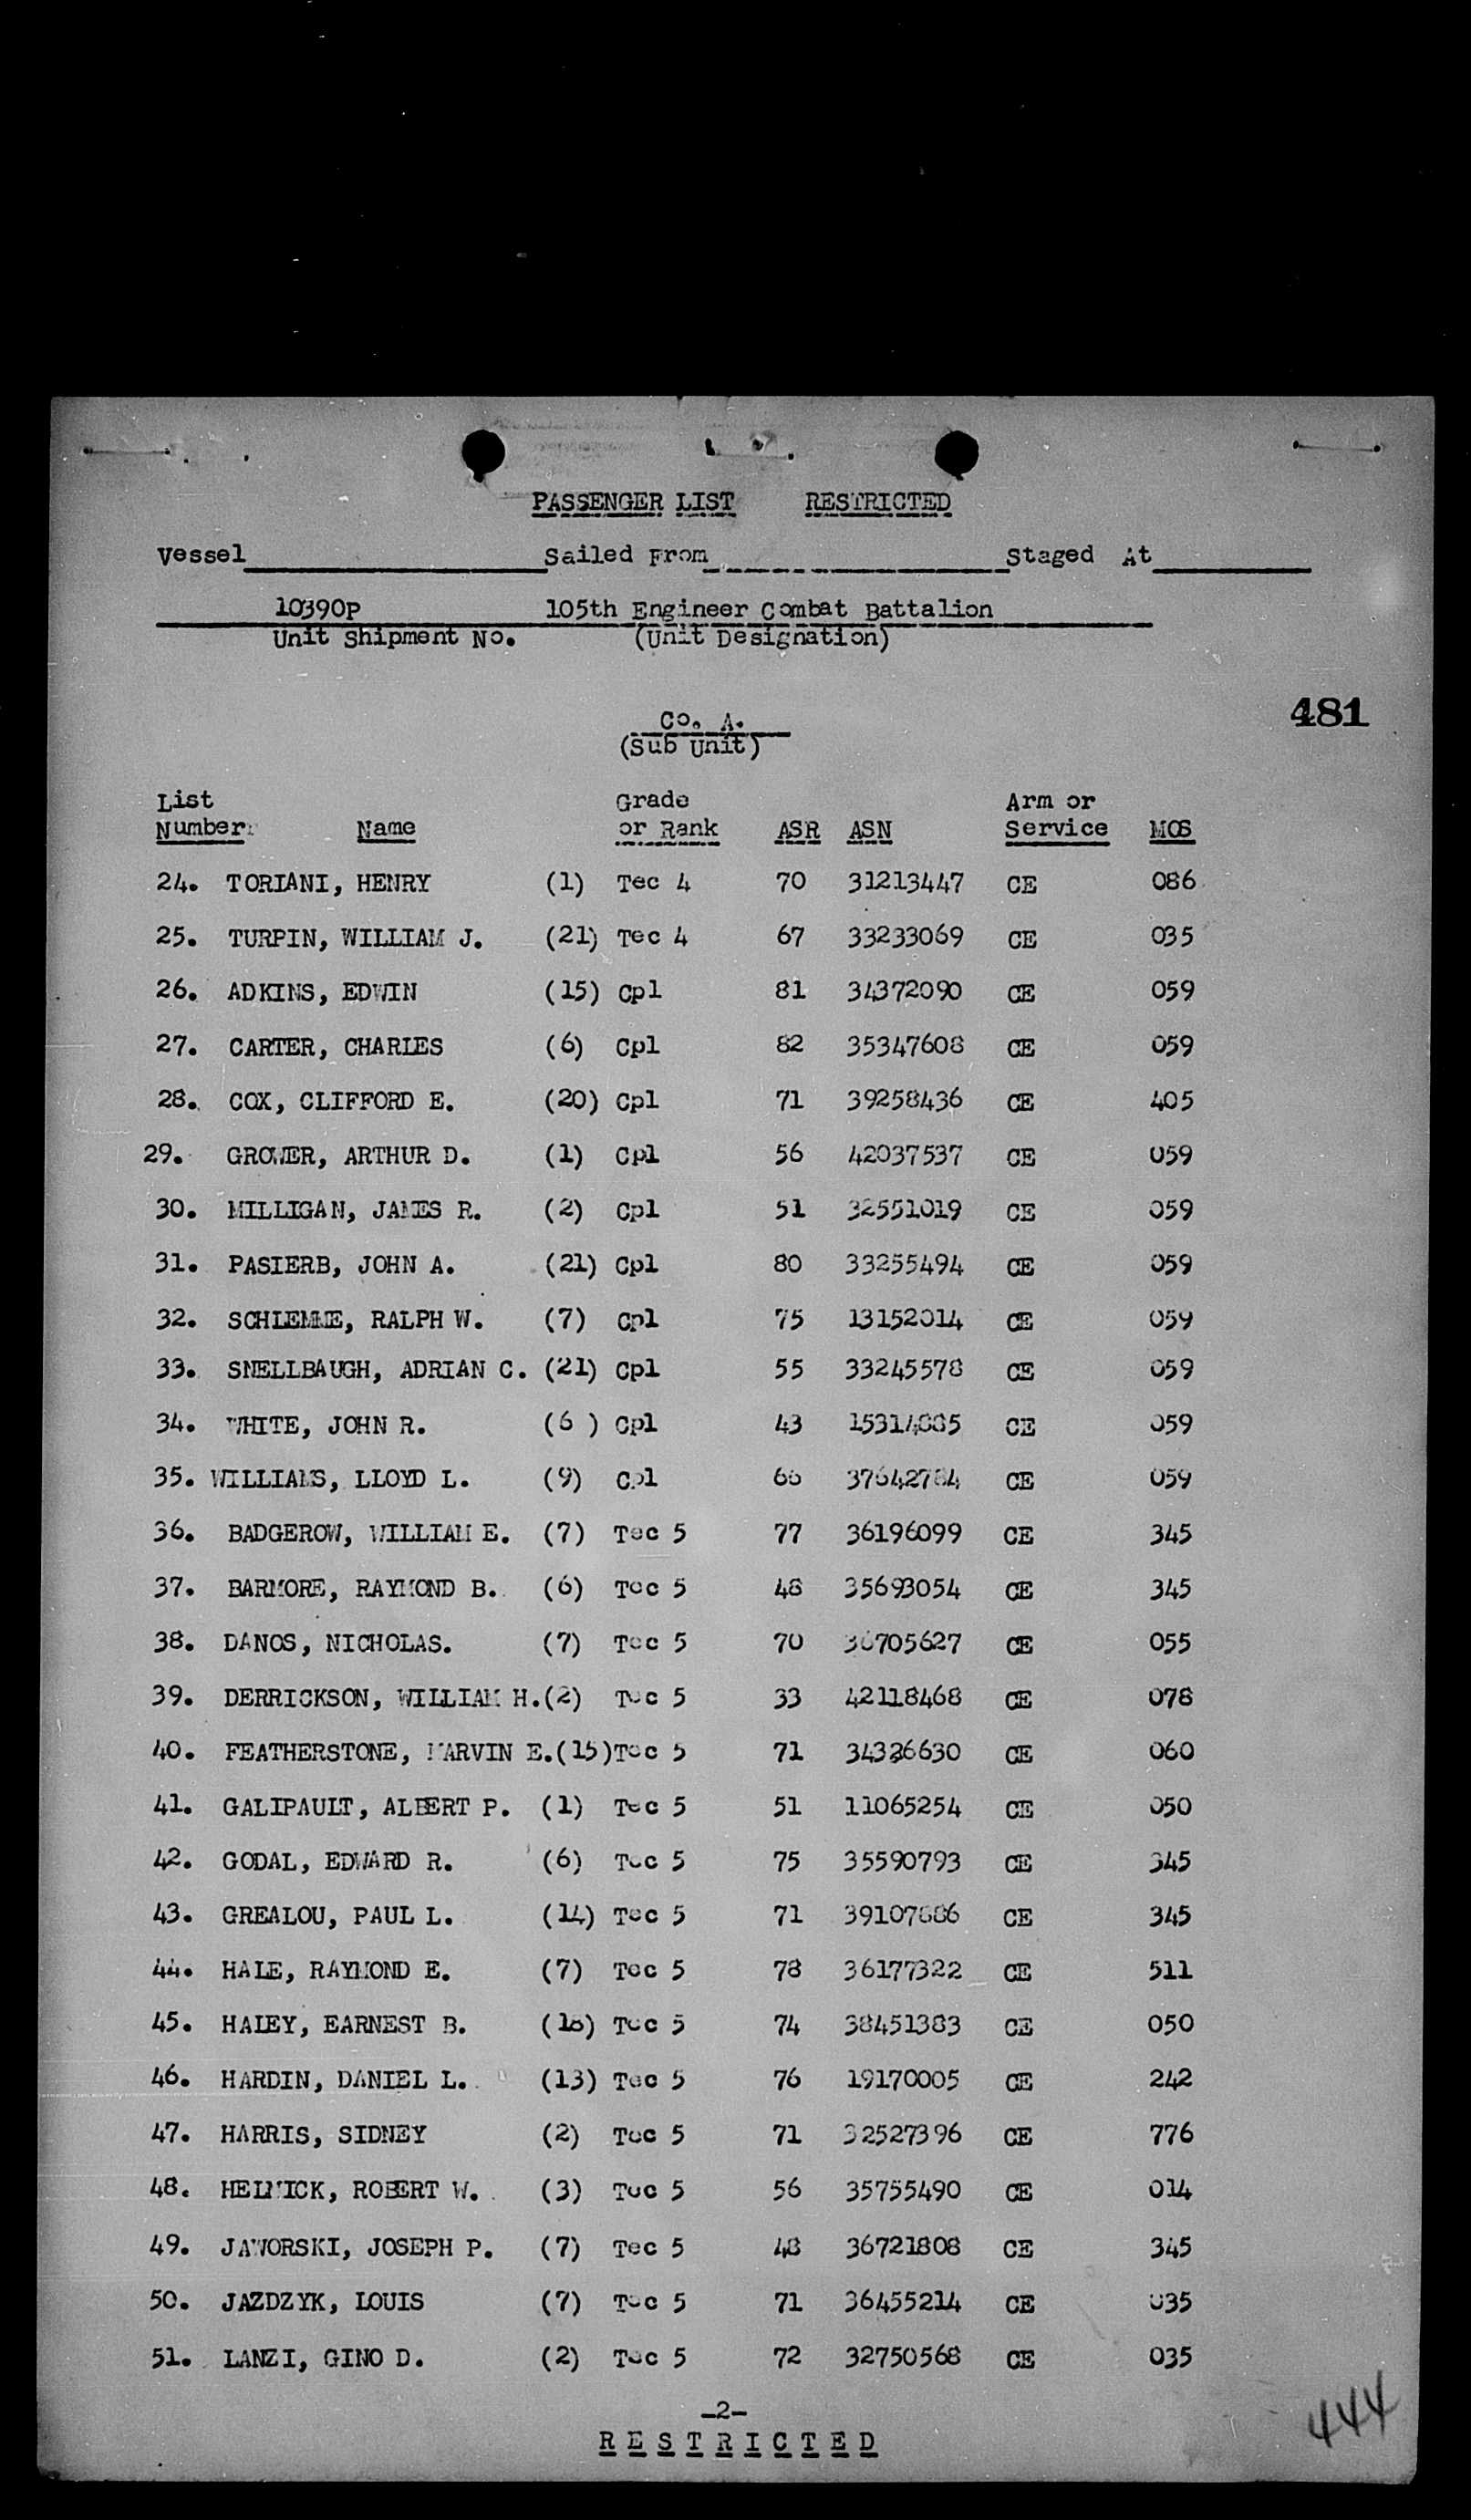 PASSENGER LIST RESTRICTED
Vessel Sailed From Staged At
10390P 105th Engineer Combat Battalion
Unit Shipment No. (Unit Designation)
481
Co. A.
(Sub Unit)
List Grade Arm or
Number Name or Rank ASR ASN Service MOS
24. TORIANI, HENRY (1) Tec 4 70 31213447 CE 086
25. TURPIN, WILLIAM J. (21) Tec 4 67 33233069 CE 035
26. ADKINS, EDWIN (15) Cpl 81 34372090 CE 059
27. CARTER, CHARLES (6) Cpl 82 35347608 CE 059
28. COX, CLIFFORD E. (20) Cpl 71 39258436 CE 405
29. GROWER, ARTHUR D. (1) Cpl 56 42037537 CE 059
30. MILLIGAN, JAMES R. (2) Cpl 51 32551019 CE 059
31. PASIERB, JOHN A. (21) Cpl 80 33255494 CE 059
32. SCHLEMME, RALPH W. (7) Cpl 75 13152014 CE 059
33. SNELLBAUGH, ADRIAN C. (21) Cpl 55 33245578 CE 059
34. WHITE, JOHN R. (6 ) Cpl 43 CE 059
35. WILLIAMS, LLOYD L. (9) Cpl CE 059
36. BADGEROW, WILLIAM E. (7) Tec 5 77 36196099 CE 345
37. BARMORE, RAYMOND B. (6) Tec 5 48 35693054 CE 345
38. DANOS, NICHOLAS. (7) Tec 5 70 36705627 CE 055
39. DERRICKSON, WILLIAM H.(2) Tec 5 33 42118468 CE 078
40. FEATHERSTONE, MARVIN E.(15)Tec 5 71 34326630 CE 060
41. GALIPAULT, ALBERT P. (1) Tec 5 51 11065254 CE 050
42. GODAL, EDWARD R. (6) Tec 5 75 35590793 CE 345
43. GREALOU, PAUL L. (14) Tec 5 71 CE 345
44. HALE, RAYMOND E. (7) Tec 5 78 36177322 CE 511
45. HALEY, EARNEST B. (18) Tec 5 74 38451383 CE 050
46. HARDIN, DANIEL L. (13) Tec 5 76 19170005 CE 242
47. HARRIS, SIDNEY (2) Tec 5 71 32527396 CE 776
48. HELMICK, ROBERT W. (3) Tec 5 56 35755490 CE 014
49. JAWORSKI, JOSEPH P. (7) Tec 5 48 36721808 CE 345
50. JAZDZYK, LOUIS (7) Tec 5 71 36455214 CE 035
51. LANZI, GINO D. (2) Tec 5 72 32750568 CE 035
-2-
RESTRICTED
444